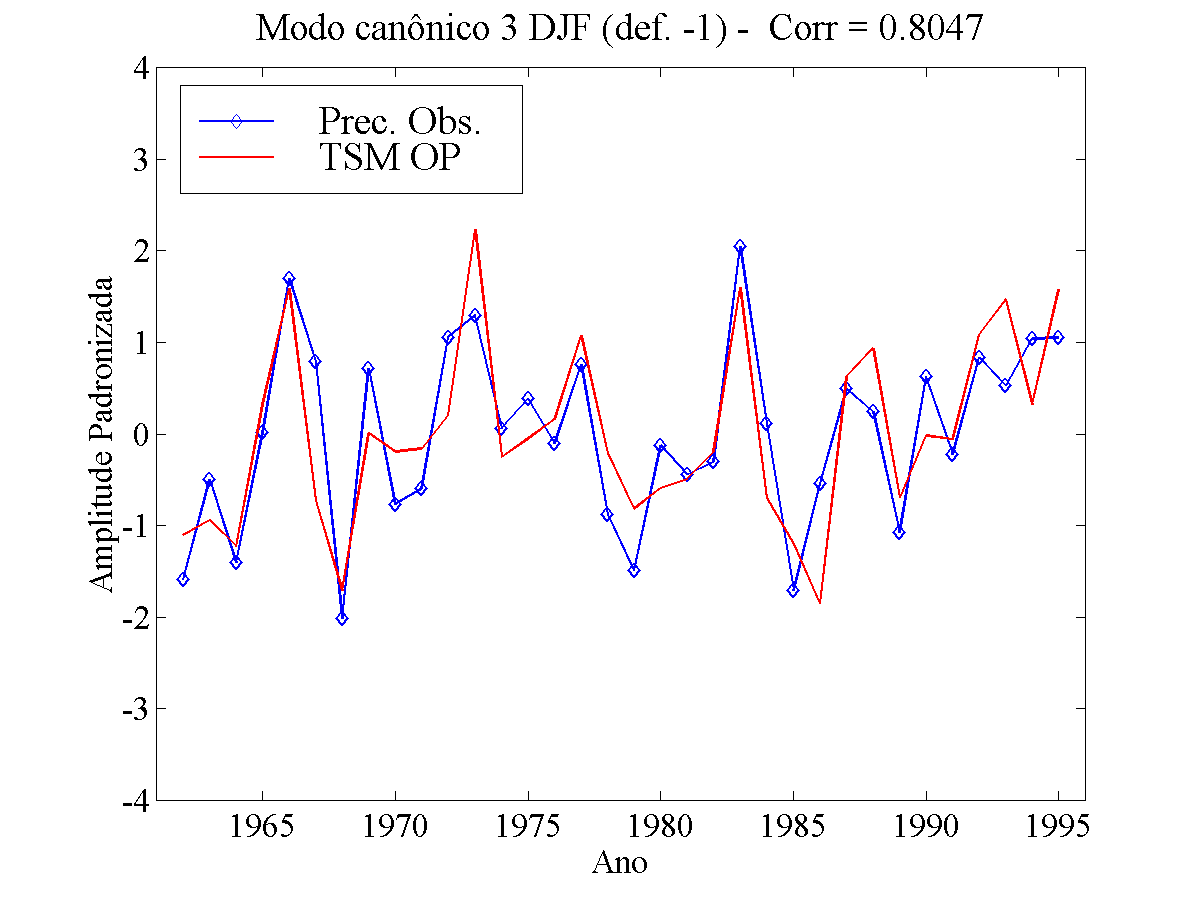 Modo canônico 3 DJF (def. -1) -  Corr = 0.8047
Prec. Obs.
TSM OP
Amplitude Padronizada
4
3
2
1
0
-1
-2
-3
-4
1965 1970 1975 1980 1985 1990 1995
Ano